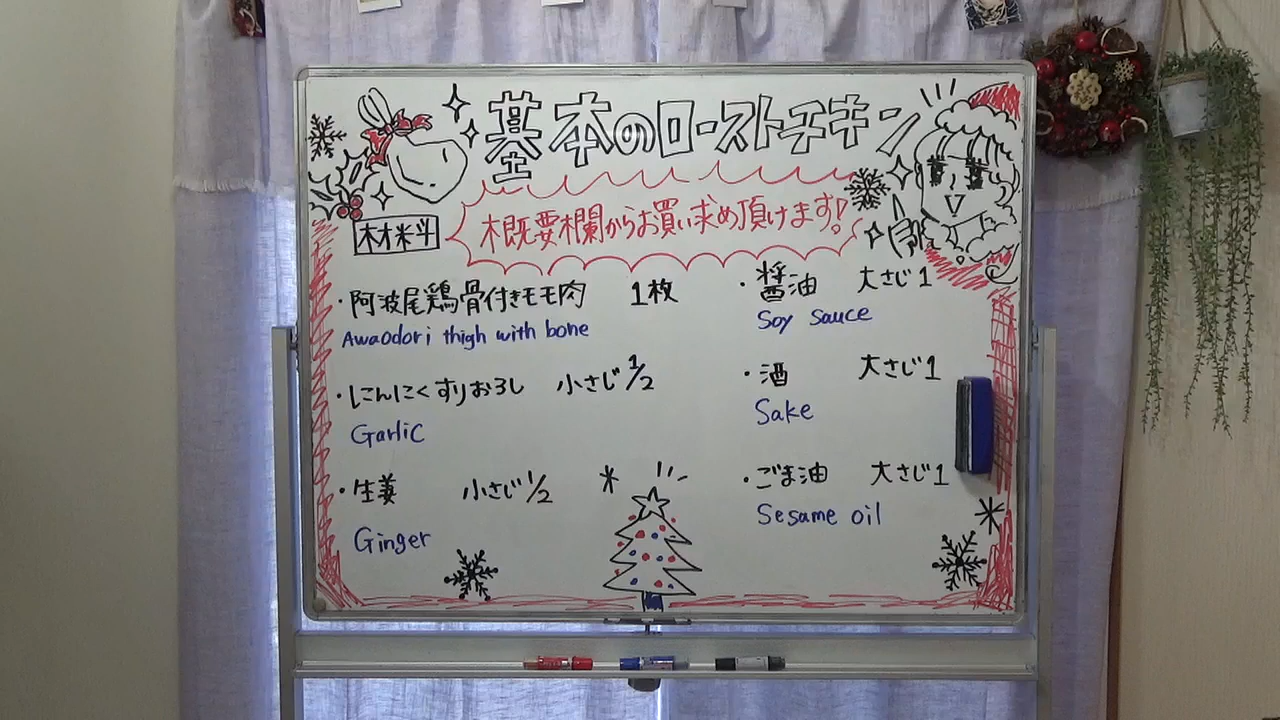 基本のローストチキン
概要欄からお買い求め頂けます!
材料
・阿波尾鶏骨付きモモ肉 1枚
Awaodori thigh with bone
・にんにくすりおろし 小さじ1/2
Garlic
・生姜 小さじ1/2
Ginger
・醤油 大さじ1
Soy sauce
・酒 大さじ1
Sake
・ごま油 大さじ1
Sesame oil